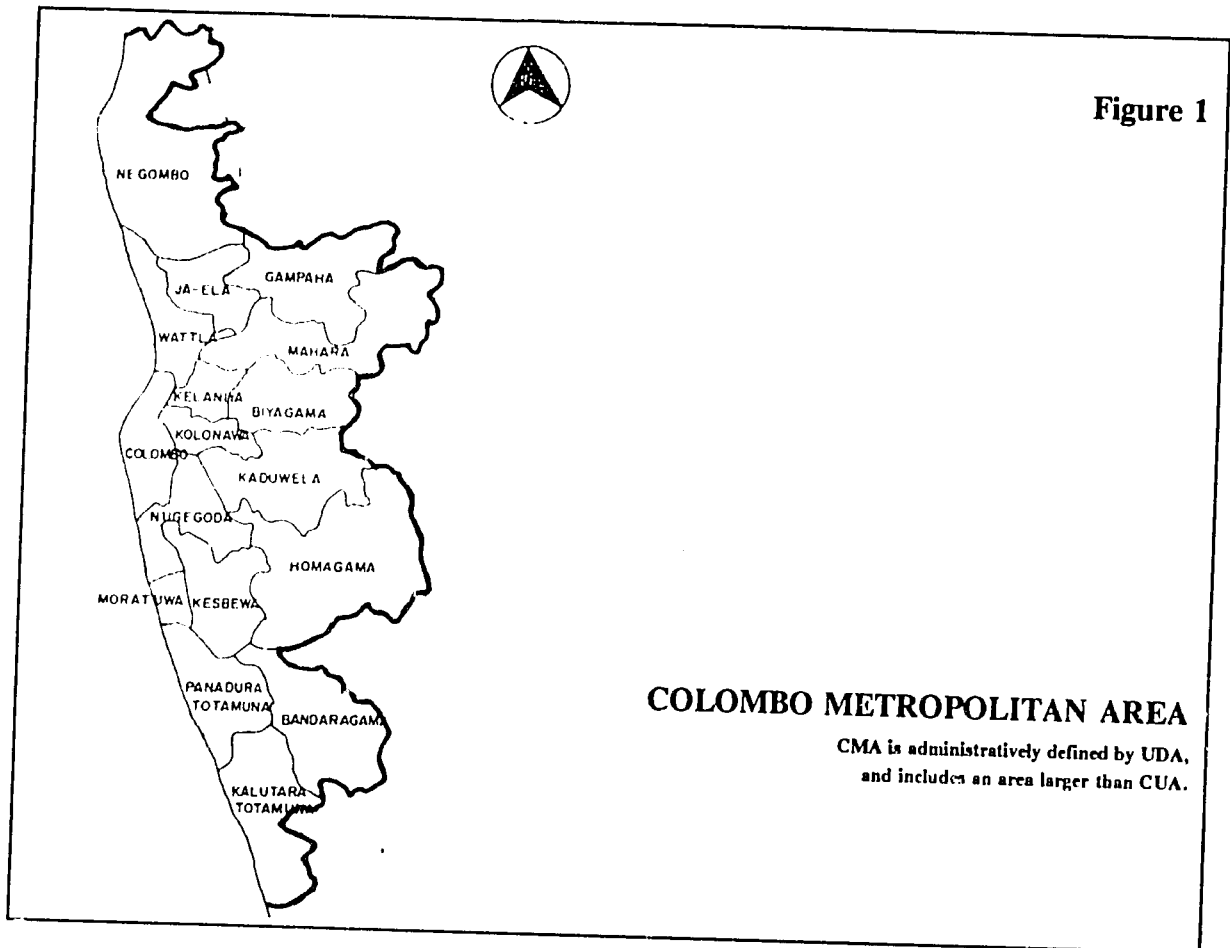 Figure 1
NEGOMBO
GAMPAHA
JA-ELA
WATTLA
MAHARA
KELANIYA
BIYAGAMA
KOLONAWA
COLOMBO
KADUWELA
NUGEGODA
HOMAGAMA
MORATUWA
KESBEWA
PANADURA
TOTAMUNA
BANDARAGAMA
KALUTARA
TOTAMUNA
COLOMBO METROPOLITAN AREA
CMA is administratively defined by UDA,
and includes an area larger than CUA.